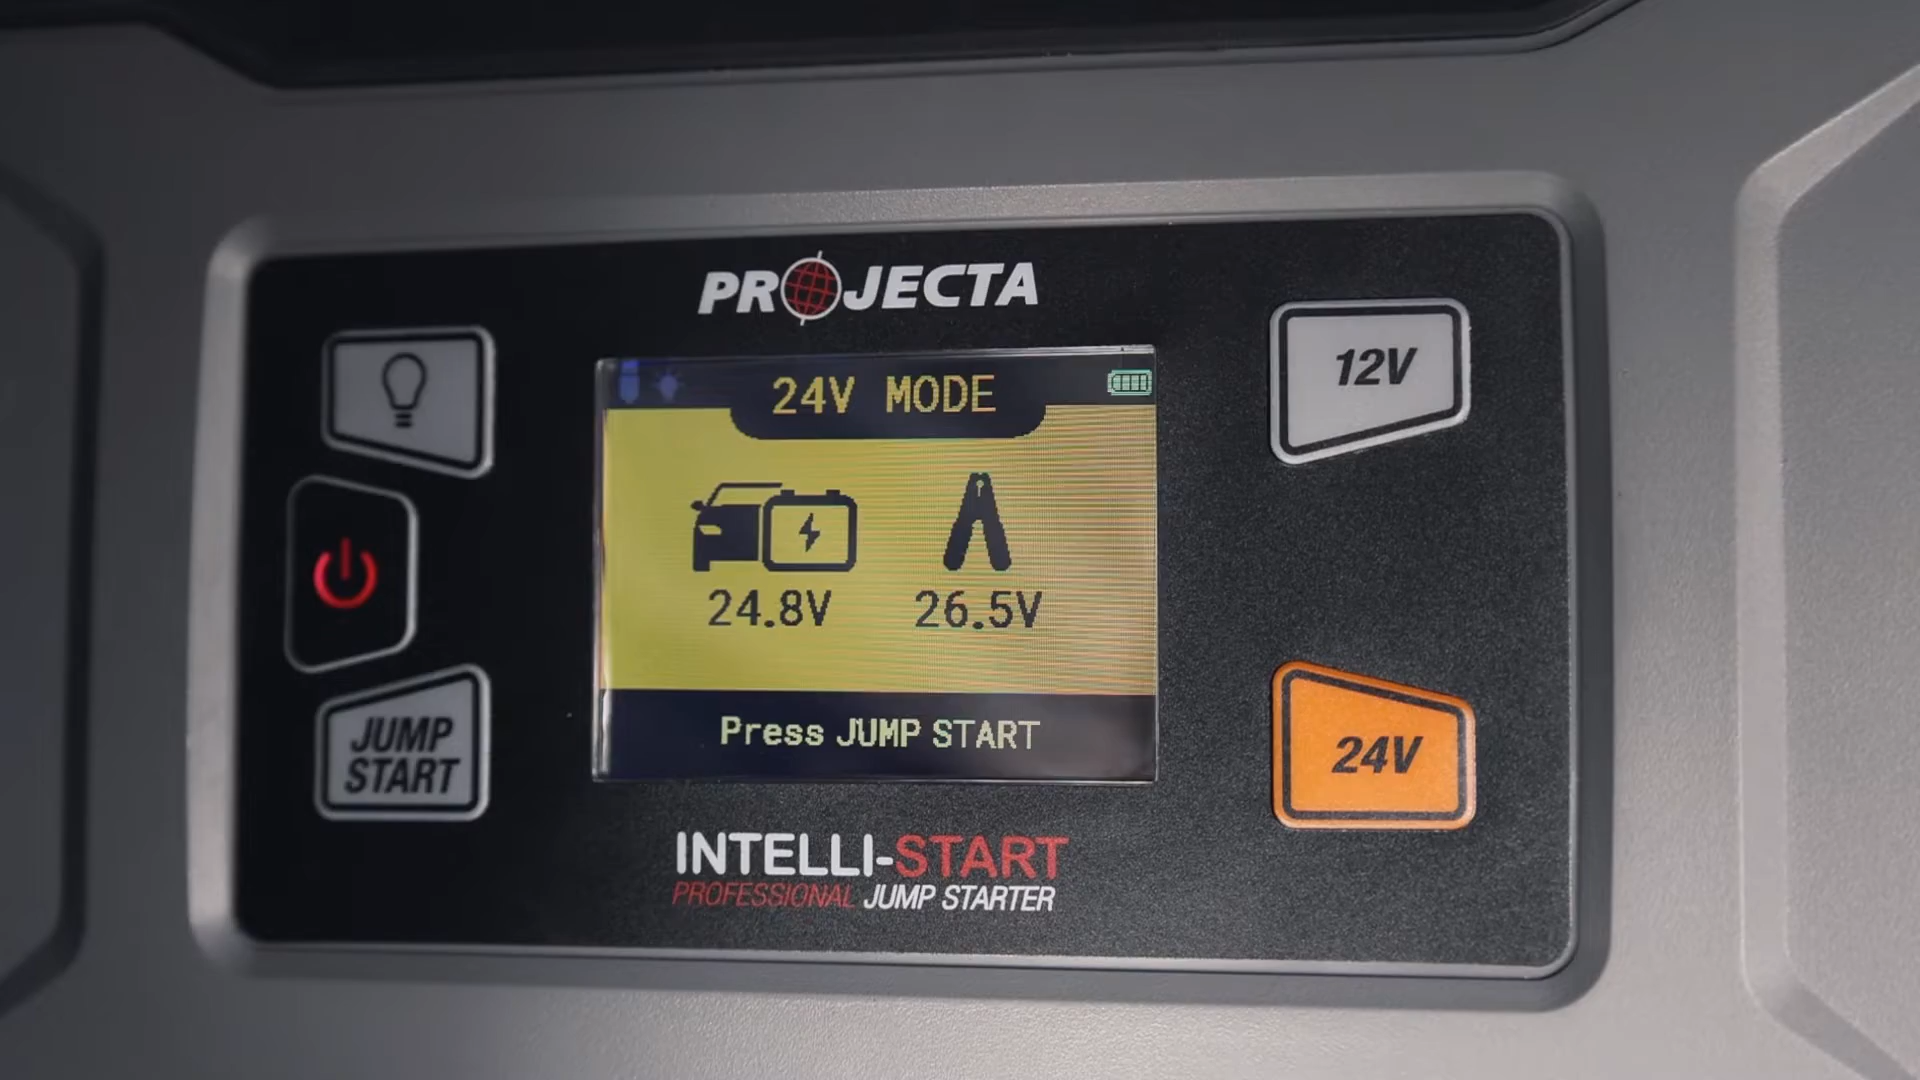 PROJECTA
12V
24V MODE
24.8V 26.5V
Press JUMP START
JUMP
START
24V
INTELLI-START
PROFESSIONAL JUMP STARTER